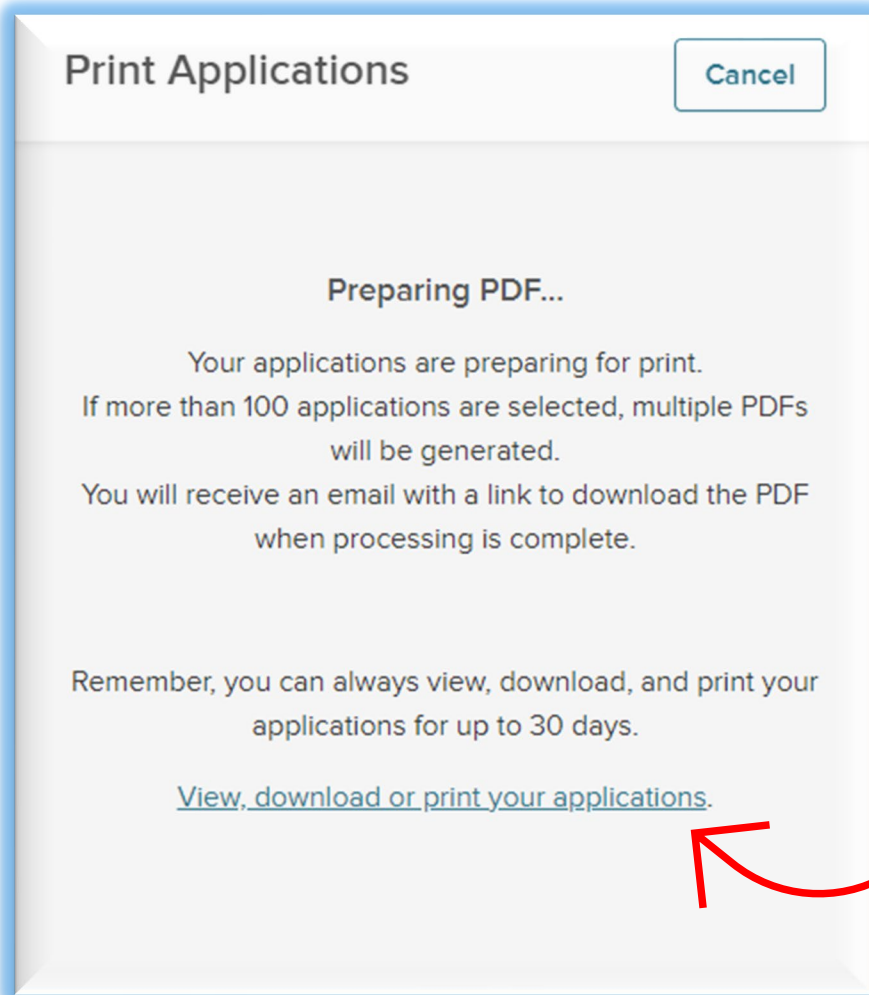 Print Applications
Cancel
Preparing PDF...
Your applications are preparing for print.
If more than 100 applications are selected, multiple PDFs
will be generated.
You will receive an email with a link to download the PDF
when processing is complete.
Remember, you can always view, download, and print your
applications for up to 30 days.
View, download or print your applications.